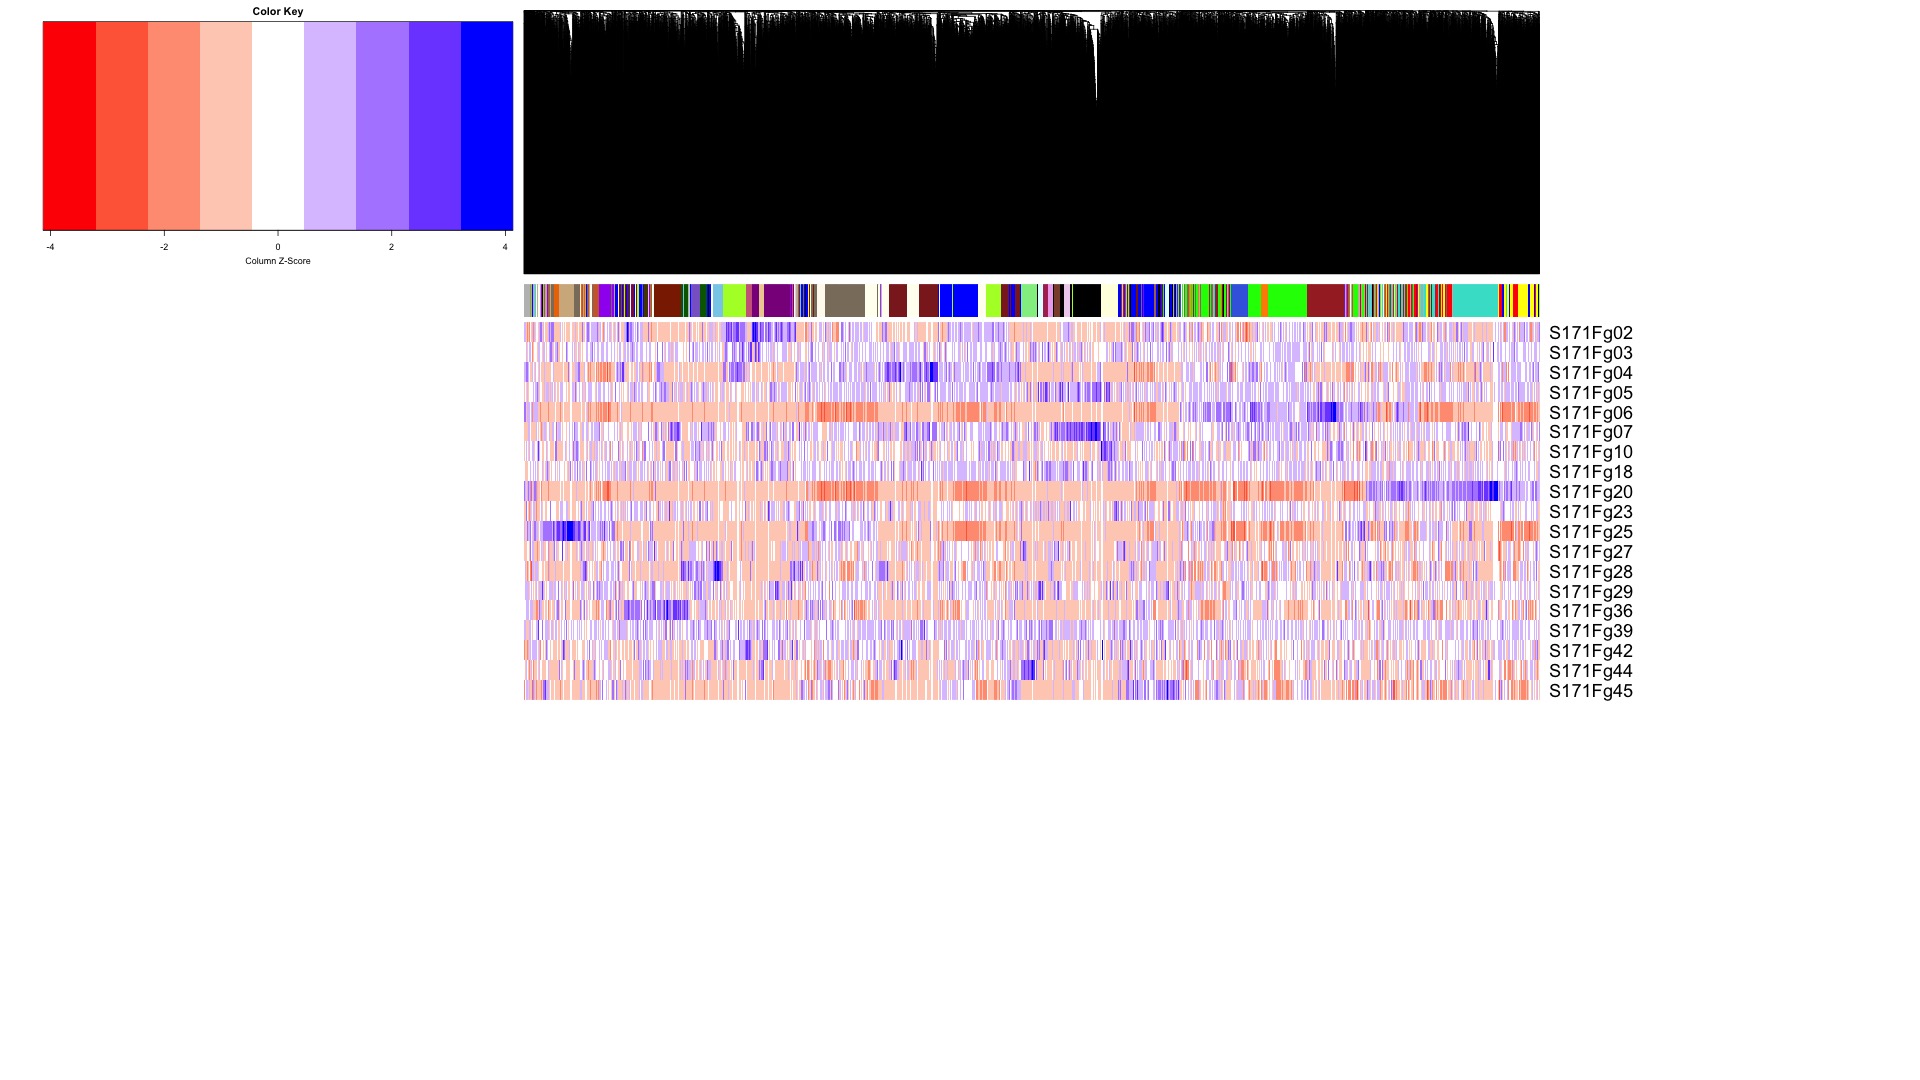 Color Key
-4 -2 0 2 4
Column Z-Score
S171Fg02
S171Fg03
S171Fg04
S171Fg05
S171Fg06
S171Fg07
S171Fg10
S171Fg18
S171Fg20
S171Fg23
S171Fg25
S171Fg27
S171Fg28
S171Fg29
S171Fg36
S171Fg39
S171Fg42
S171Fg44
S171Fg45